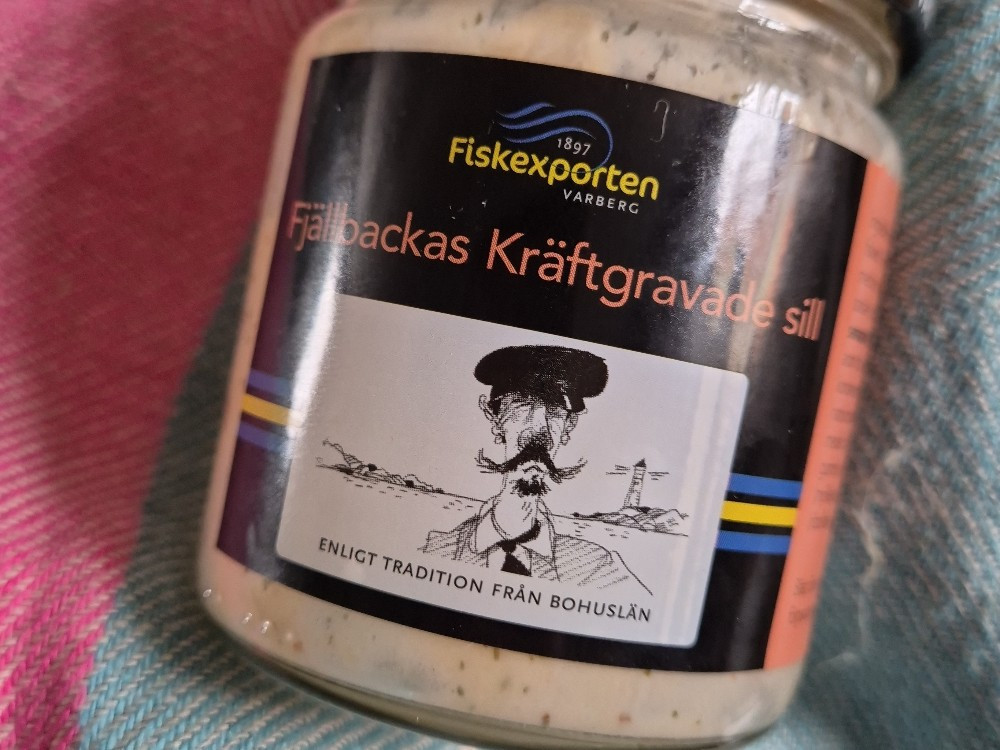 1897
Fiskexporten
VARBERG
Fjällbackas Kräftgravade sill
ENLIGT TRADITION FRÅN BOHUSLÄN